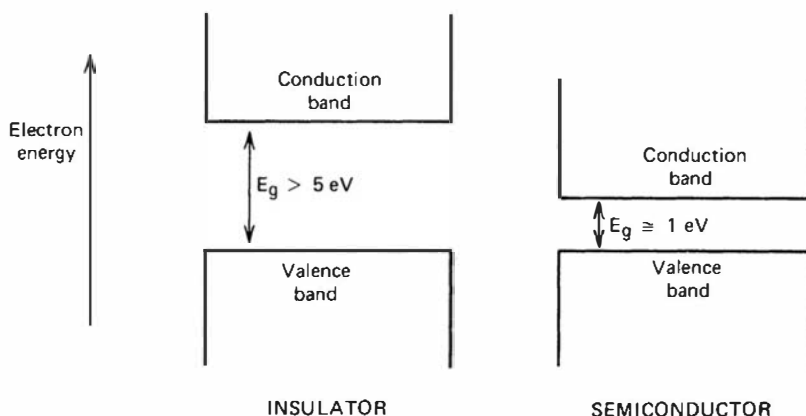 Conduction
band
Electron
energy
E_g > 5 eV
Valence
band
INSULATOR
Conduction
band
E_g ≅ 1 eV
Valence
band
SEMICONDUCTOR